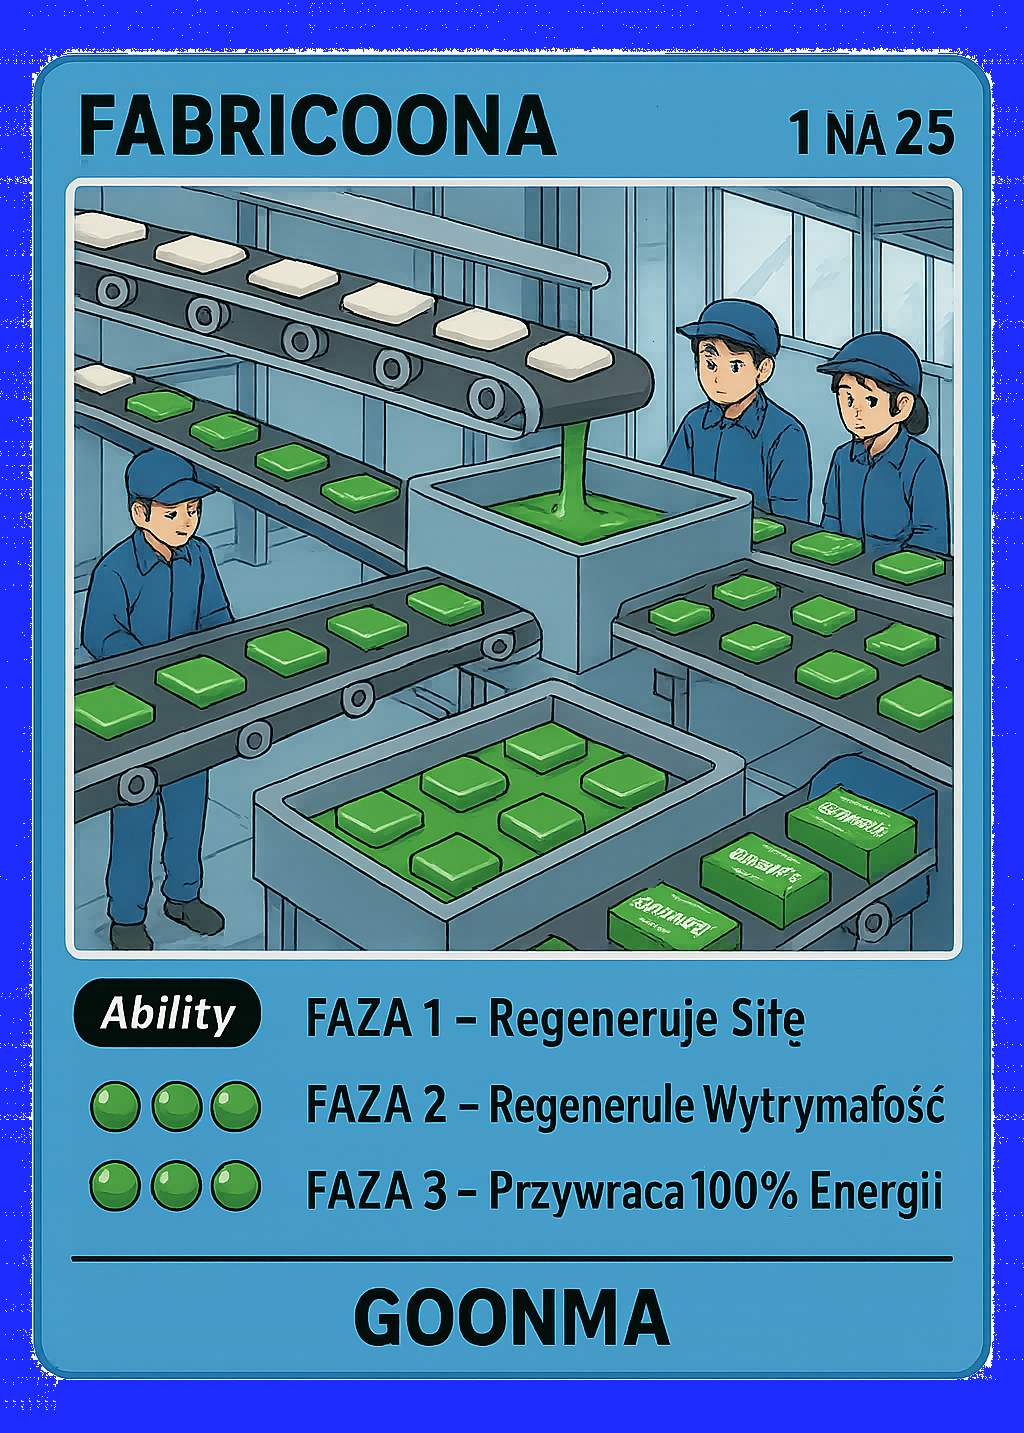 FABRICOONA
1 NA 25
Ability
FAZA 1 – Regeneruje Siłę
FAZA 2 – Regenerule Wytrymafość
FAZA 3 – Przywraca 100% Energii
GOONMA